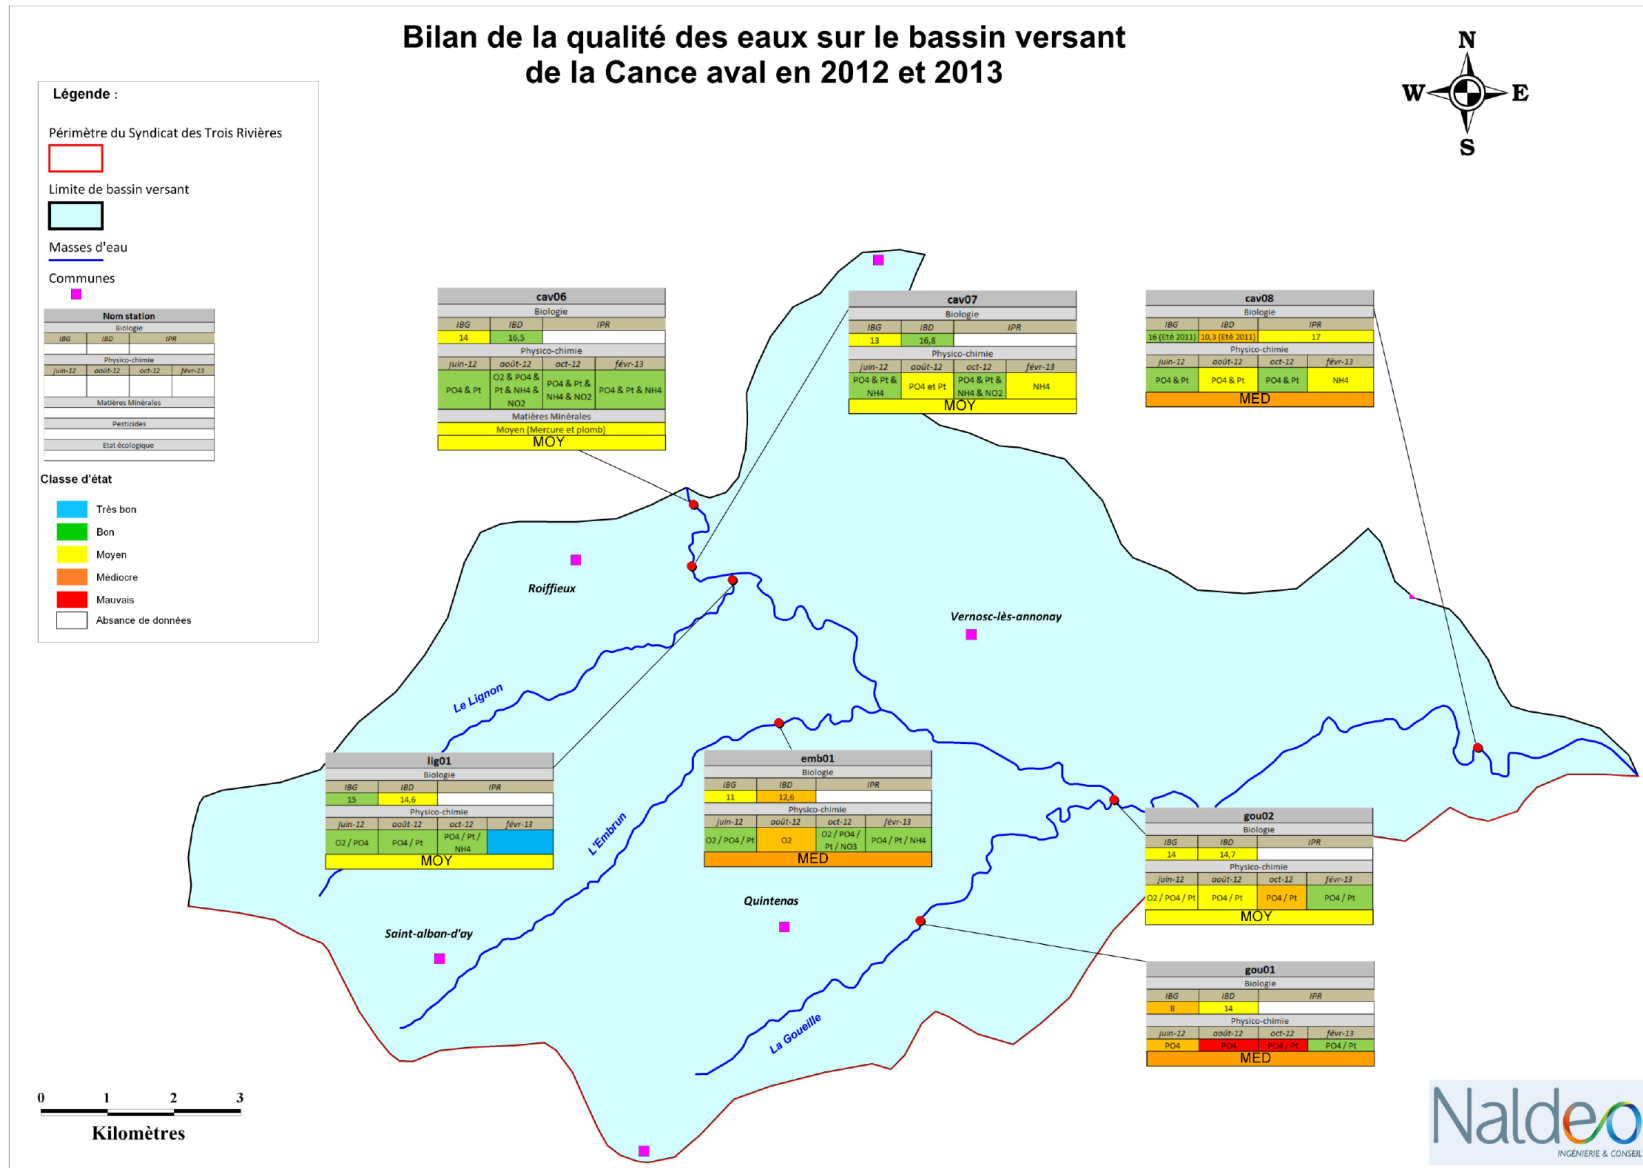 Bilan de la qualité des eaux sur le bassin versant
de la Cance aval en 2012 et 2013
N
W E
S
Légende :
Périmètre du Syndicat des Trois Rivières
Limite de bassin versant
Masses d'eau
Communes
Nom station
Biologie
IBG IBD IPR
Physico-chimie
juin-12 août-12 oct-12 févr-13
Matières Minérales
Pesticides
Etat écologique
Classe d'état
Très bon
Bon
Moyen
Médiocre
Mauvais
Absence de données
cav06
Biologie
IBG IBD IPR
14 16,5
Physico-chimie
juin-12 août-12 oct-12 févr-13
PO4 & Pt
O2 & PO4 &
Pt & NH4 &
NO2
PO4 & Pt &
NH4 & NO2
PO4 & Pt & NH4
Matières Minérales
Moyen (Mercure et plomb)
MOY
cav07
Biologie
IBG IBD IPR
13 16,8
Physico-chimie
juin-12 août-12 oct-12 févr-13
PO4 & Pt &
NH4
PO4 et Pt
PO4 & Pt &
NH4 & NO2
NH4
MOY
cav08
Biologie
IBG IBD IPR
16 (Eté 2011) 10,3 (Eté 2011) 17
Physico-chimie
juin-12 août-12 oct-12 févr-13
PO4 & Pt PO4 & Pt PO4 & Pt NH4
MED
Roiffieux
Vernosc-lès-annonay
Le Lignon
lig01
Biologie
IBG IBD IPR
15 14,6
Physico-chimie
juin-12 août-12 oct-12 févr-13
O2 / PO4 PO4 / Pt
PO4 / Pt /
NH4
MOY
L'Embrun
emb01
Biologie
IBG IBD IPR
11 12,6
Physico-chimie
juin-12 août-12 oct-12 févr-13
O2 / PO4 / Pt O2
O2 / PO4 /
Pt / NO3
PO4 / Pt / NH4
MED
gou02
Biologie
IBG IBD IPR
14 14,7
Physico-chimie
juin-12 août-12 oct-12 févr-13
O2 / PO4 / Pt PO4 / Pt PO4 / Pt PO4 / Pt
MOY
Quintenas
Saint-alban-d'ay
La Goueille
gou01
Biologie
IBG IBD IPR
8 14
Physico-chimie
juin-12 août-12 oct-12 févr-13
PO4 PO4 PO4 / Pt PO4 / Pt
MED
0 1 2 3
Kilomètres
Naldeo
INGÉNIERIE & CONSEIL